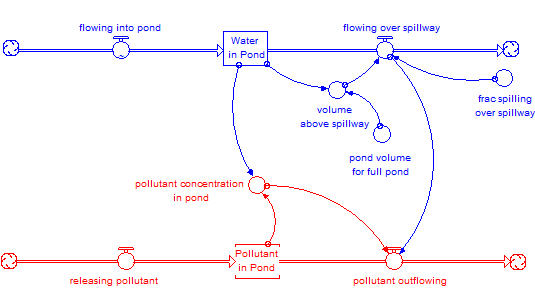 flowing into pond
flowing over spillway
Water
in Pond
volume
above spillway
frac spilling
over spillway
pond volume
for full pond
pollutant concentration
in pond
Pollutant
in Pond
releasing pollutant
pollutant outflowing